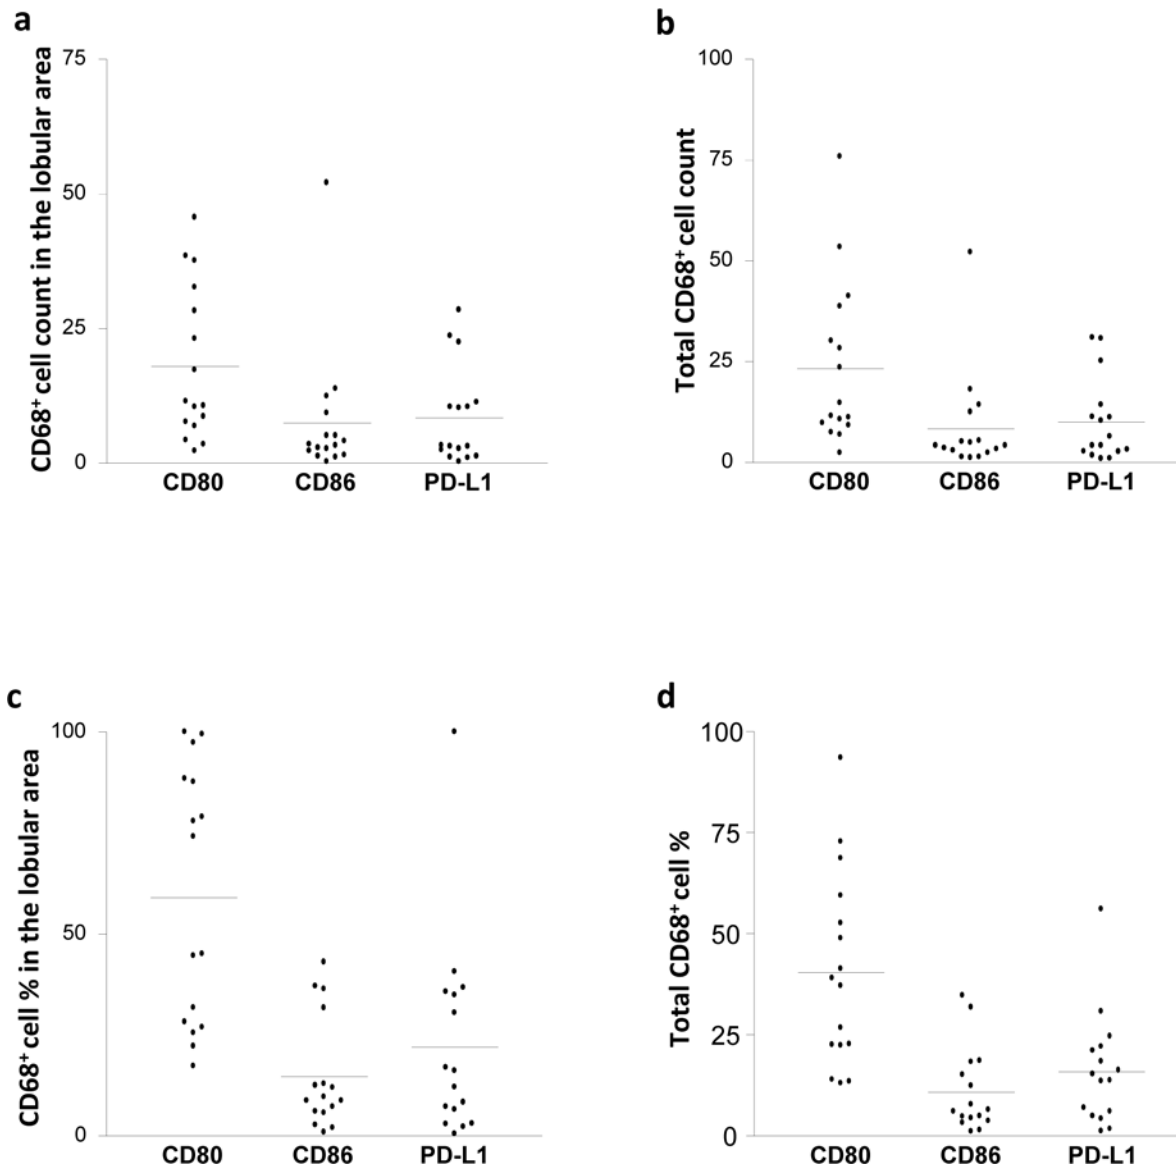 a
CD68⁺ cell count in the lobular area
75
50
25
0
CD80 CD86 PD-L1
b
Total CD68⁺ cell count
100
75
50
25
0
CD80 CD86 PD-L1
c
CD68⁺ cell % in the lobular area
100
50
0
CD80 CD86 PD-L1
d
Total CD68⁺ cell %
100
75
50
25
0
CD80 CD86 PD-L1